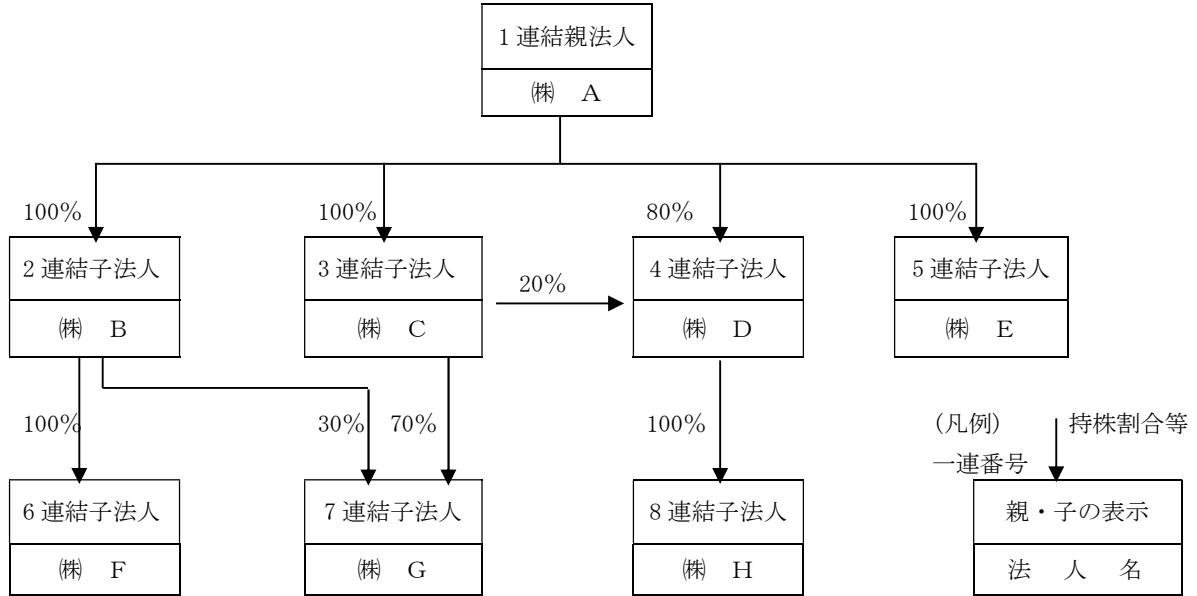 1連結親法人
㈱ A
100%
100%
80%
100%
2連結子法人
3連結子法人
4連結子法人
5連結子法人
20%
㈱ B
㈱ C
㈱ D
㈱ E
100%
30%
70%
100%
(凡例)
持株割合等
一連番号
6連結子法人
7連結子法人
8連結子法人
親・子の表示
㈱ F
㈱ G
㈱ H
法 人 名